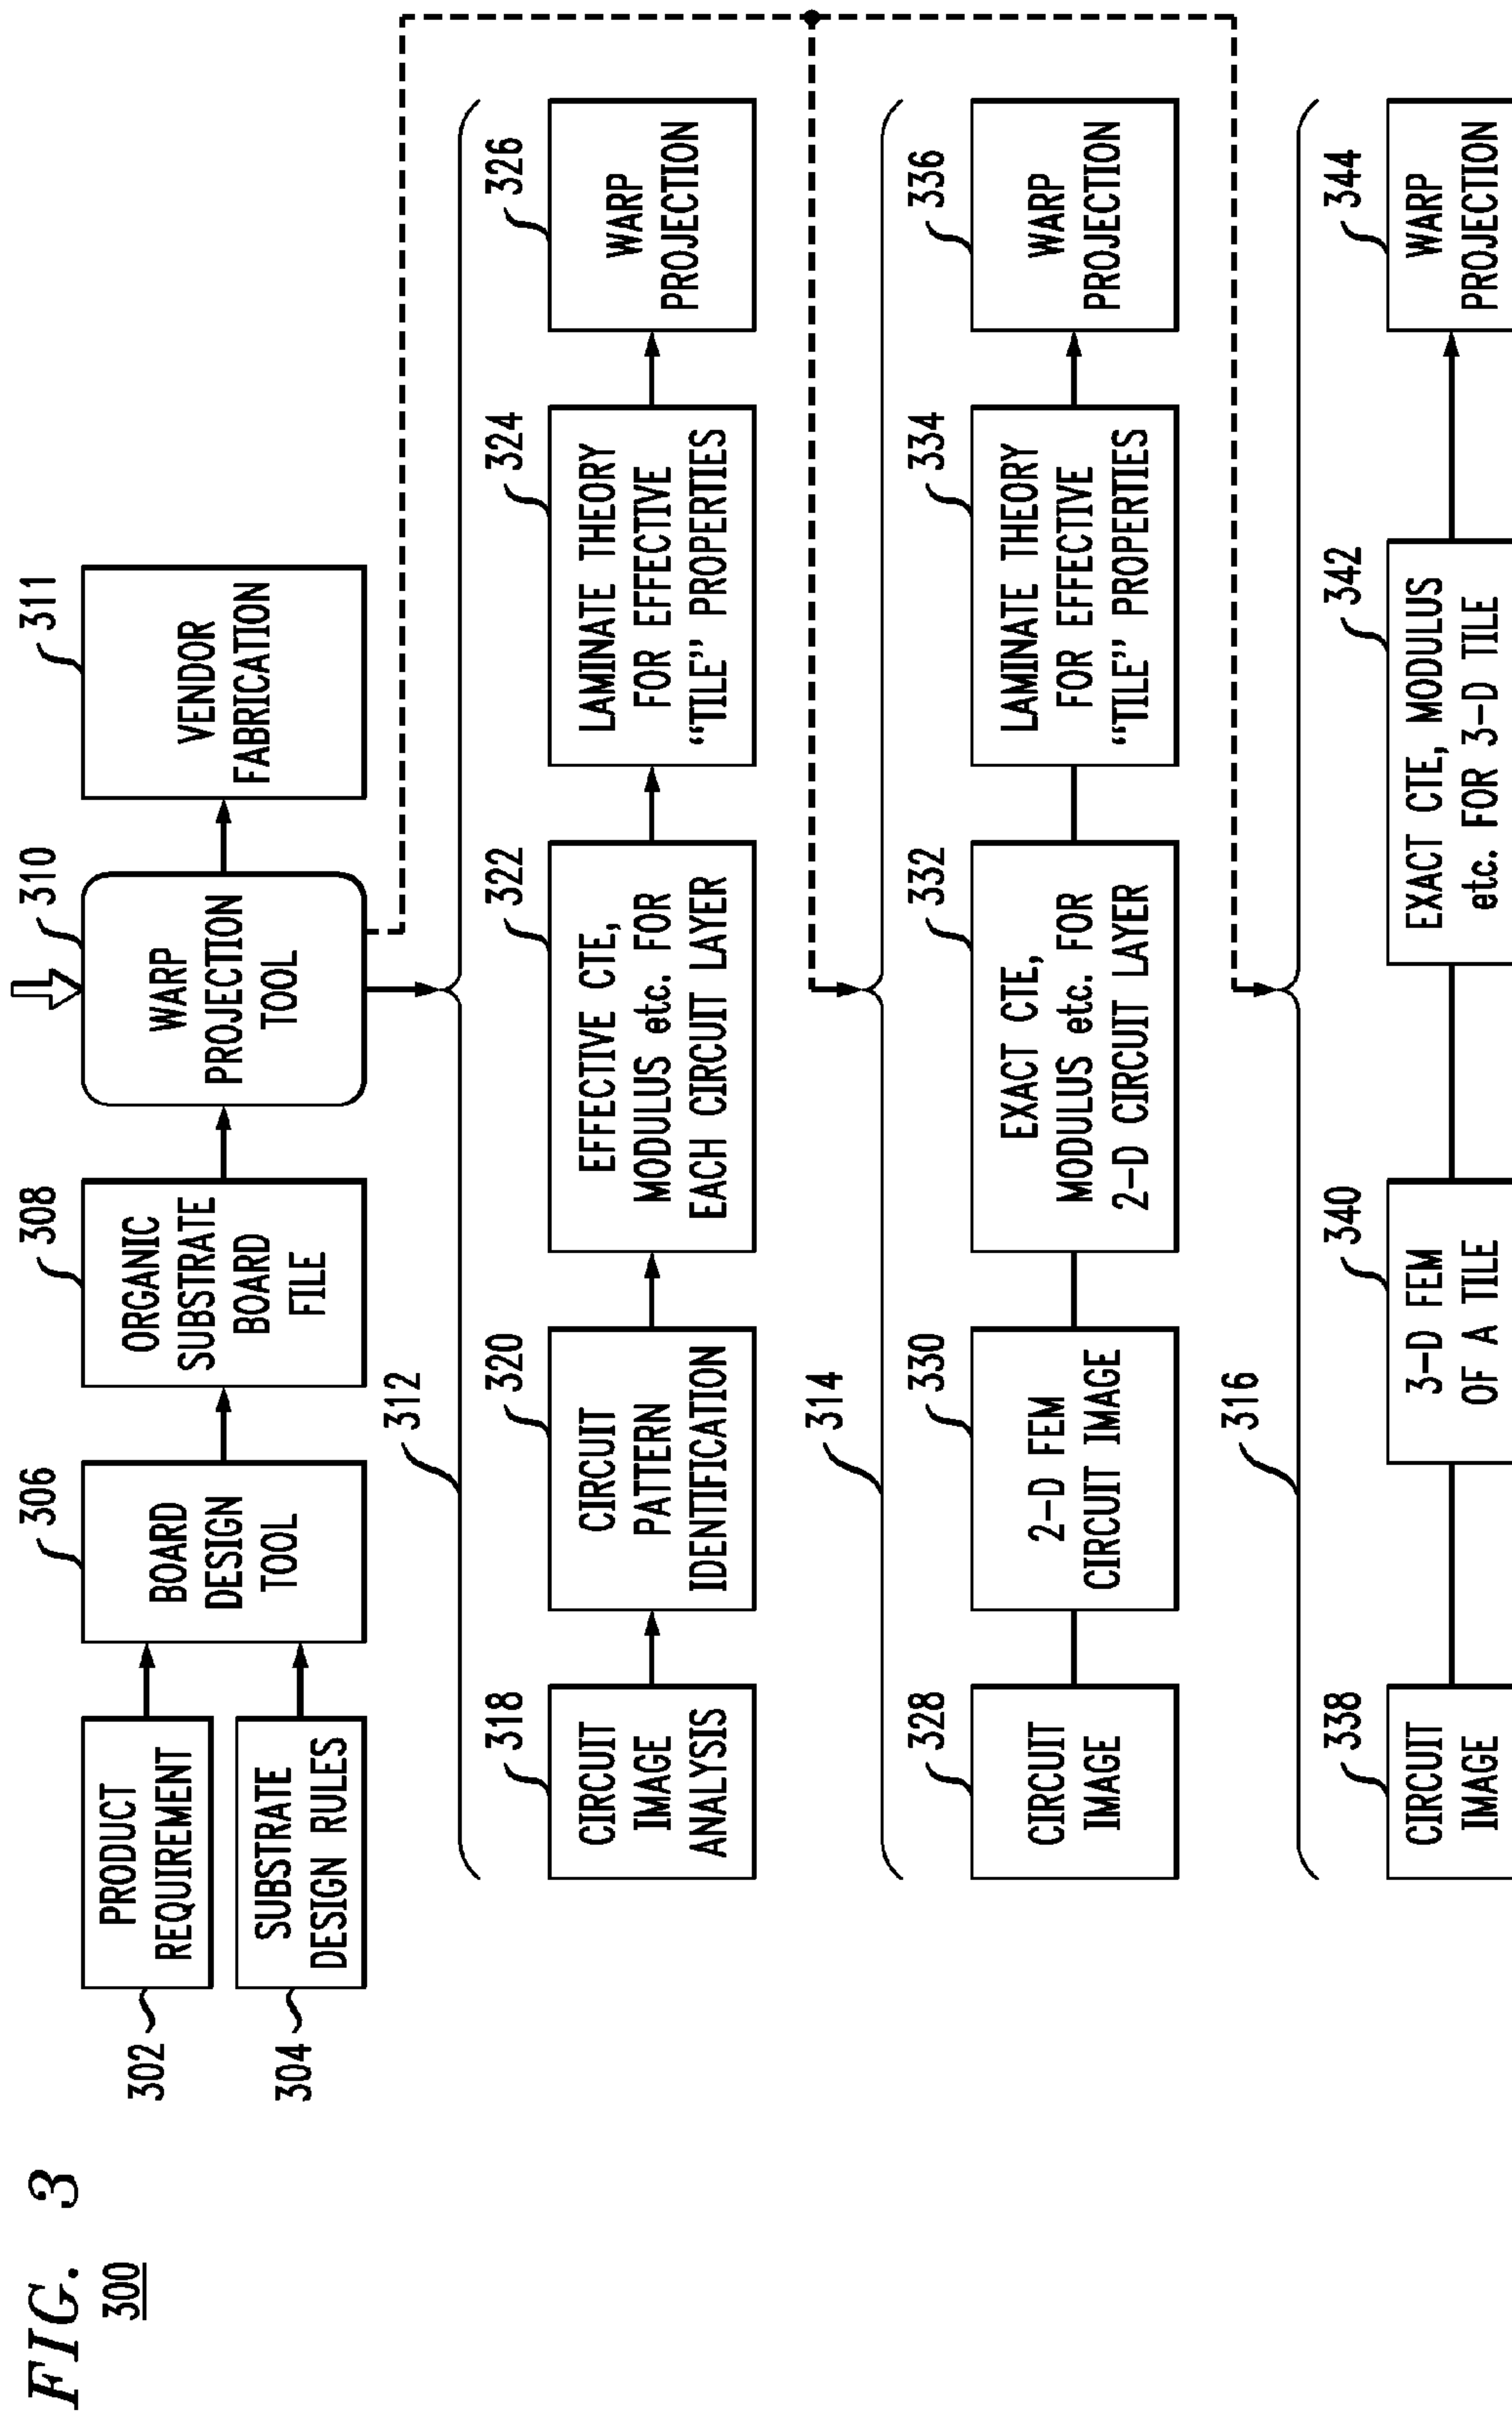 FIG. 3
300
302
PRODUCT
REQUIREMENT
304
SUBSTRATE
DESIGN RULES
306
BOARD
DESIGN
TOOL
308
ORGANIC
SUBSTRATE
BOARD
FILE
310
WARP
PROJECTION
TOOL
311
VENDOR
FABRICATION
312
318
CIRCUIT
IMAGE
ANALYSIS
320
CIRCUIT
PATTERN
IDENTIFICATION
322
EFFECTIVE CTE,
MODULUS etc. FOR
EACH CIRCUIT LAYER
324
LAMINATE THEORY
FOR EFFECTIVE
“TILE” PROPERTIES
326
WARP
PROJECTION
314
328
CIRCUIT
IMAGE
330
2-D FEM
CIRCUIT IMAGE
332
EXACT CTE,
MODULUS etc. FOR
2-D CIRCUIT LAYER
334
LAMINATE THEORY
FOR EFFECTIVE
“TILE” PROPERTIES
336
WARP
PROJECTION
316
338
CIRCUIT
IMAGE
340
3-D FEM
OF A TILE
342
EXACT CTE, MODULUS
etc. FOR 3-D TILE
344
WARP
PROJECTION